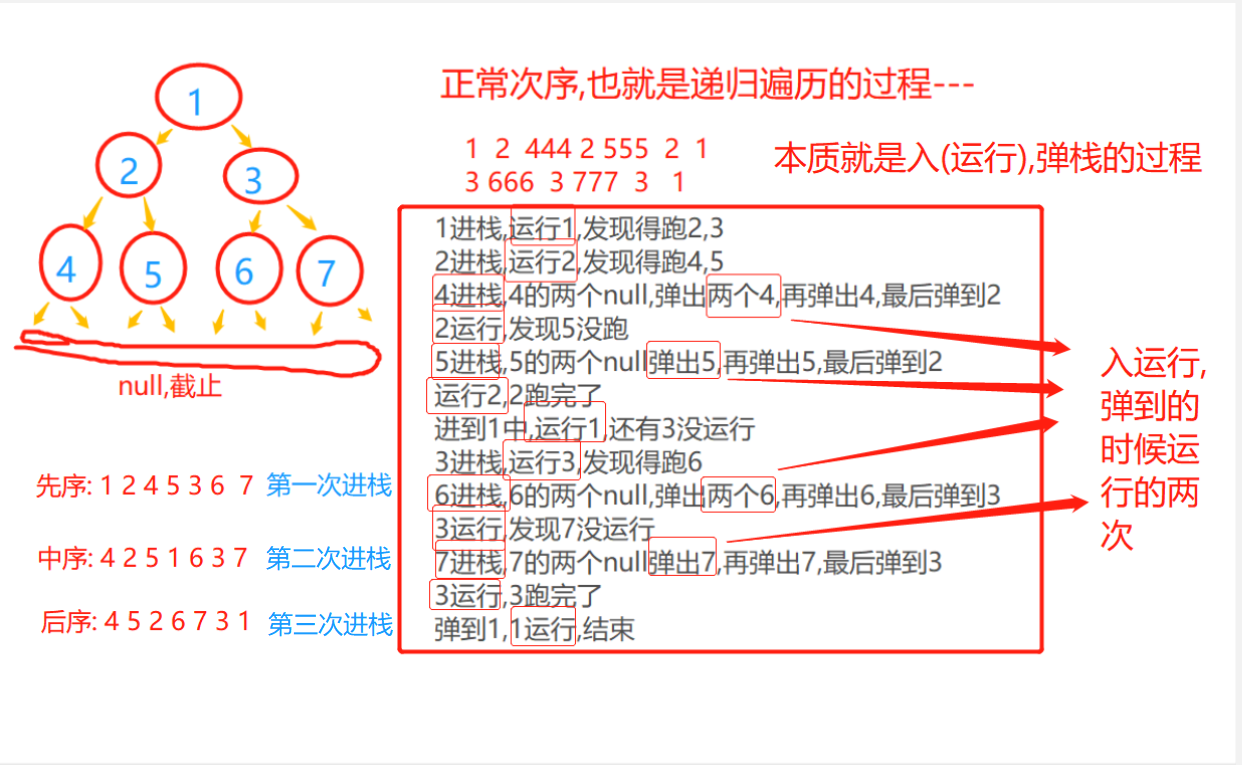 正常次序,也就是递归遍历的过程---
1
2
3
4
5
6
7
null,截止
1 2 444 2 555 2 1
3 666 3 777 3 1
本质就是入(运行),弹栈的过程
1进栈,运行1,发现得跑2,3
2进栈,运行2,发现得跑4,5
4进栈,4的两个null,弹出两个4,再弹出4,最后弹到2
2运行,发现5没跑
5进栈,5的两个null弹出5,再弹出5,最后弹到2
运行2,2跑完了
进到1中,运行1,还有3没运行
3进栈,运行3,发现得跑6
6进栈,6的两个null,弹出两个6,再弹出6,最后弹到3
3运行,发现7没运行
7进栈,7的两个null弹出7,再弹出7,最后弹到3
3运行,3跑完了
弹到1,1运行,结束
入运行,
弹到的
时候运
行的两
次
先序: 1 2 4 5 3 6 7 第一次进栈
中序: 4 2 5 1 6 3 7 第二次进栈
后序: 4 5 2 6 7 3 1 第三次进栈